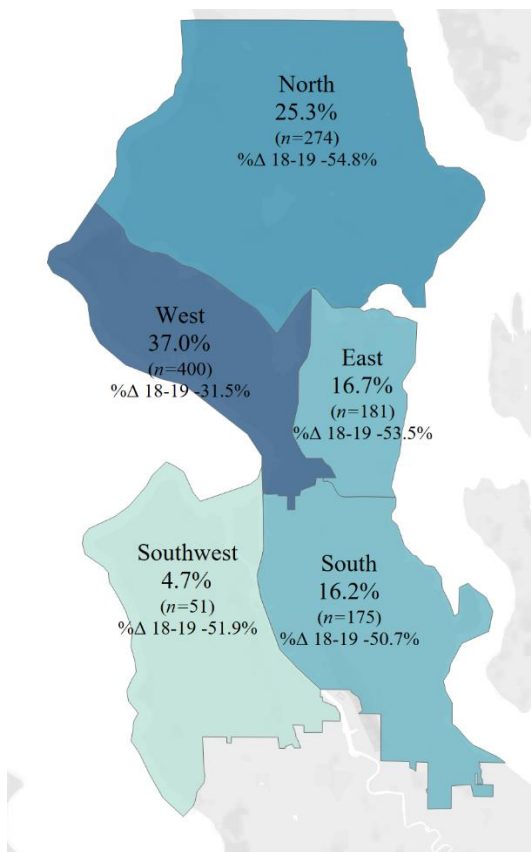 North
25.3%
(n=274)
%Δ 18-19 -54.8%
West
37.0%
(n=400)
%Δ 18-19 -31.5%
East
16.7%
(n=181)
%Δ 18-19 -53.5%
Southwest
4.7%
(n=51)
%Δ 18-19 -51.9%
South
16.2%
(n=175)
%Δ 18-19 -50.7%